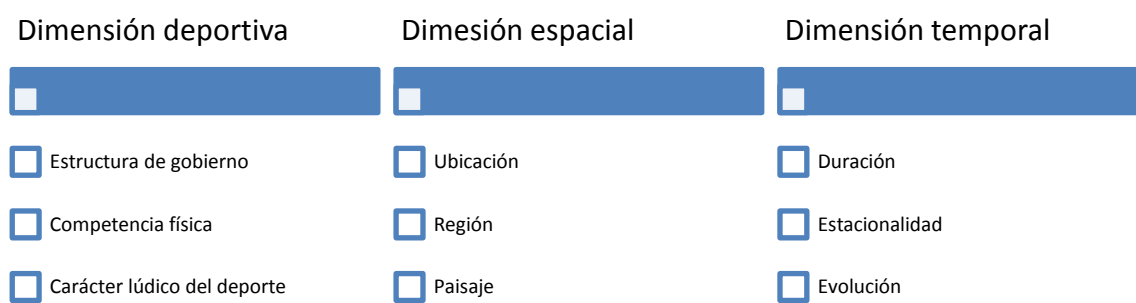 Dimensión deportiva
Estructura de gobierno
Competencia física
Carácter lúdico del deporte
Dimesión espacial
Ubicación
Región
Paisaje
Dimensión temporal
Duración
Estacionalidad
Evolución